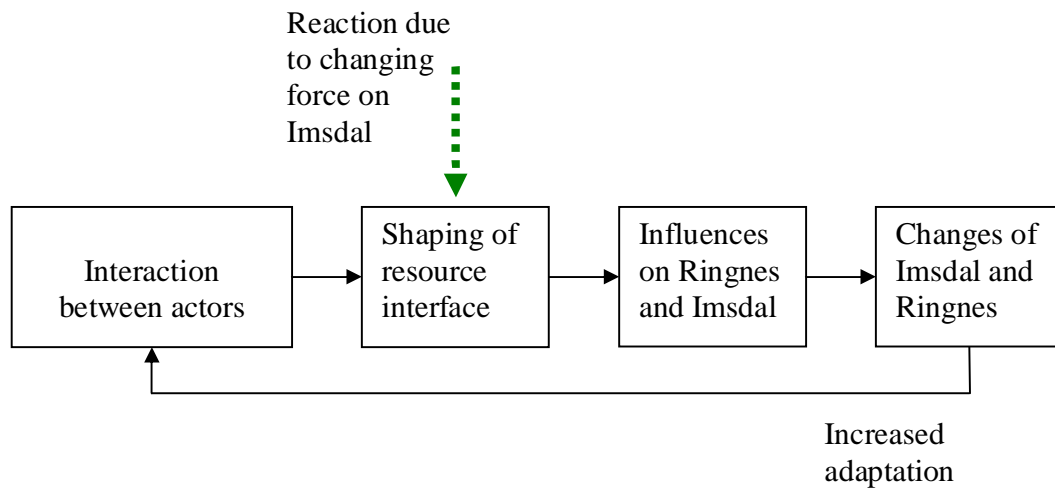 Reaction due
to changing
force on
Imsdal
Interaction
between actors
Shaping of
resource
interface
Influences
on Ringnes
and Imsdal
Changes of
Imsdal and
Ringnes
Increased
adaptation